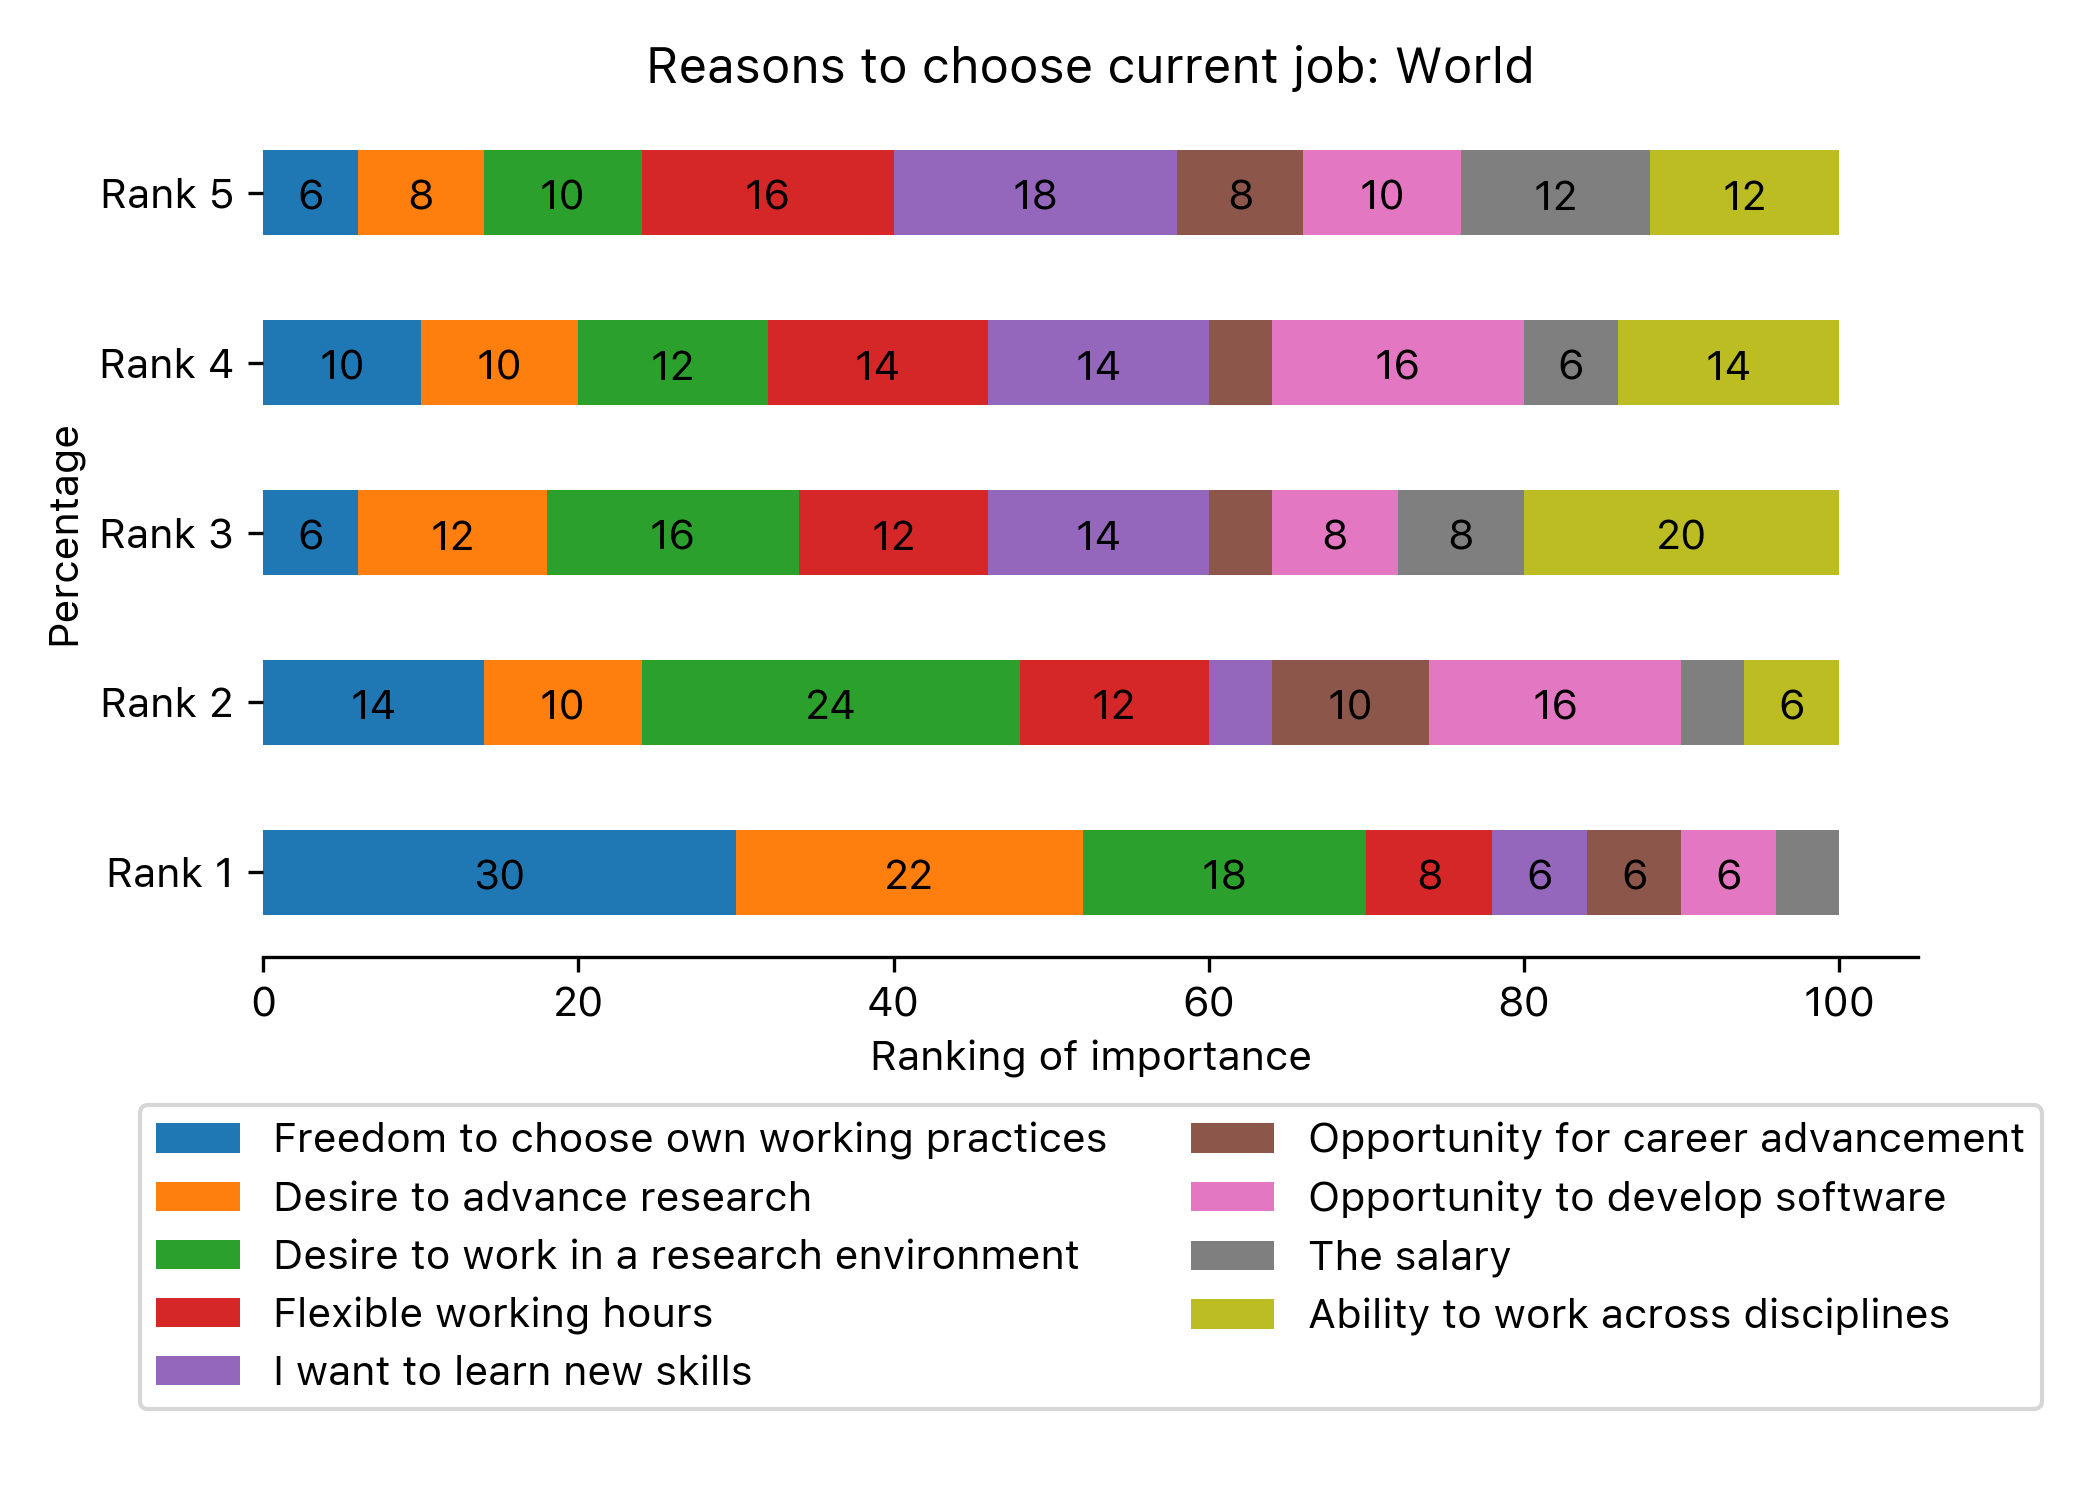 Reasons to choose current job: World
Rank 5
6 8 10 16 18 8 10 12 12
Rank 4
10 10 12 14 14 16 6 14
Rank 3
6 12 16 12 14 8 8 20
Rank 2
14 10 24 12 10 16 6
Rank 1
30 22 18 8 6 6 6
Percentage
0 20 40 60 80 100
Ranking of importance
Freedom to choose own working practices
Desire to advance research
Desire to work in a research environment
Flexible working hours
I want to learn new skills
Opportunity for career advancement
Opportunity to develop software
The salary
Ability to work across disciplines